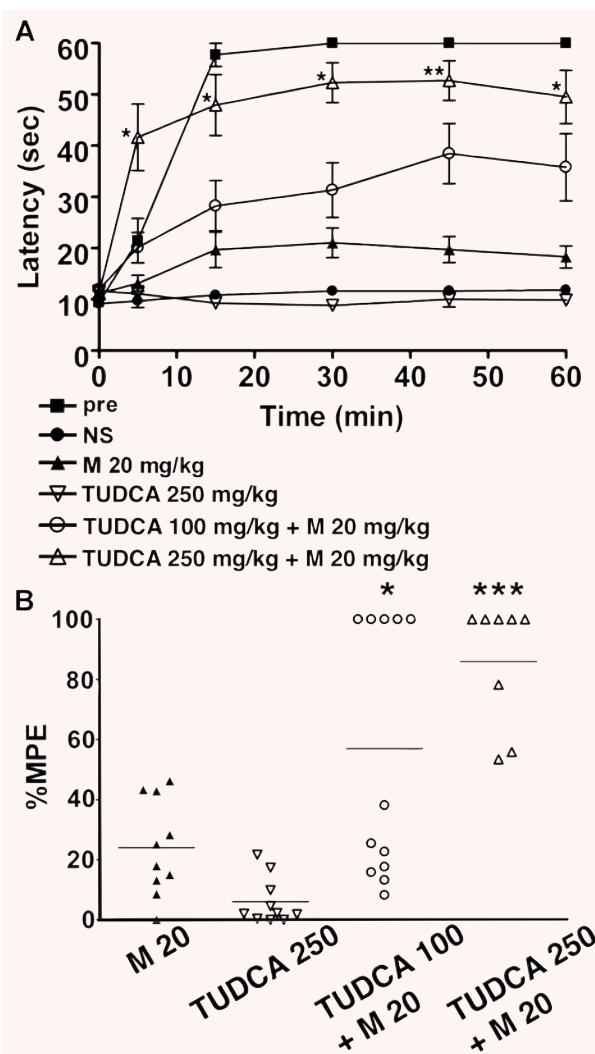 A
60
50
40
30
20
10
0
Latency (sec)
*
*
*
**
*
0 10 20 30 40 50 60
Time (min)
pre
NS
M 20 mg/kg
TUDCA 250 mg/kg
TUDCA 100 mg/kg + M 20 mg/kg
TUDCA 250 mg/kg + M 20 mg/kg
B
* ***
100
80
60
40
20
0
%MPE
M 20
TUDCA 250
TUDCA 100
+ M 20
TUDCA 250
+ M 20